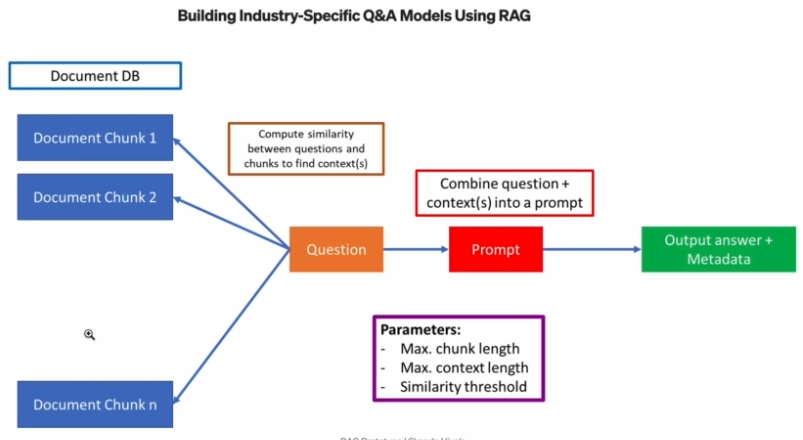 Building Industry-Specific Q&A Models Using RAG
Document DB
Document Chunk 1
Document Chunk 2
Document Chunk n
Compute similarity
between questions and
chunks to find context(s)
Question
Combine question +
context(s) into a prompt
Prompt
Output answer +
Metadata
Parameters:
- Max. chunk length
- Max. context length
- Similarity threshold